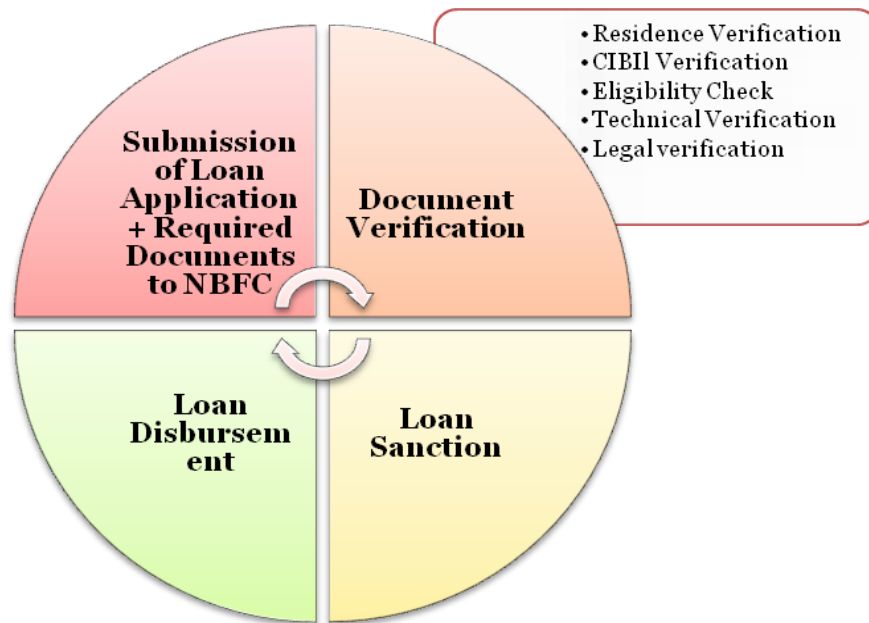 Submission
of Loan
Application
+ Required
Documents
to NBFC
Document
Verification
• Residence Verification
• CIBIl Verification
• Eligibility Check
• Technical Verification
• Legal verification
Loan
Sanction
Loan
Disbursem
ent